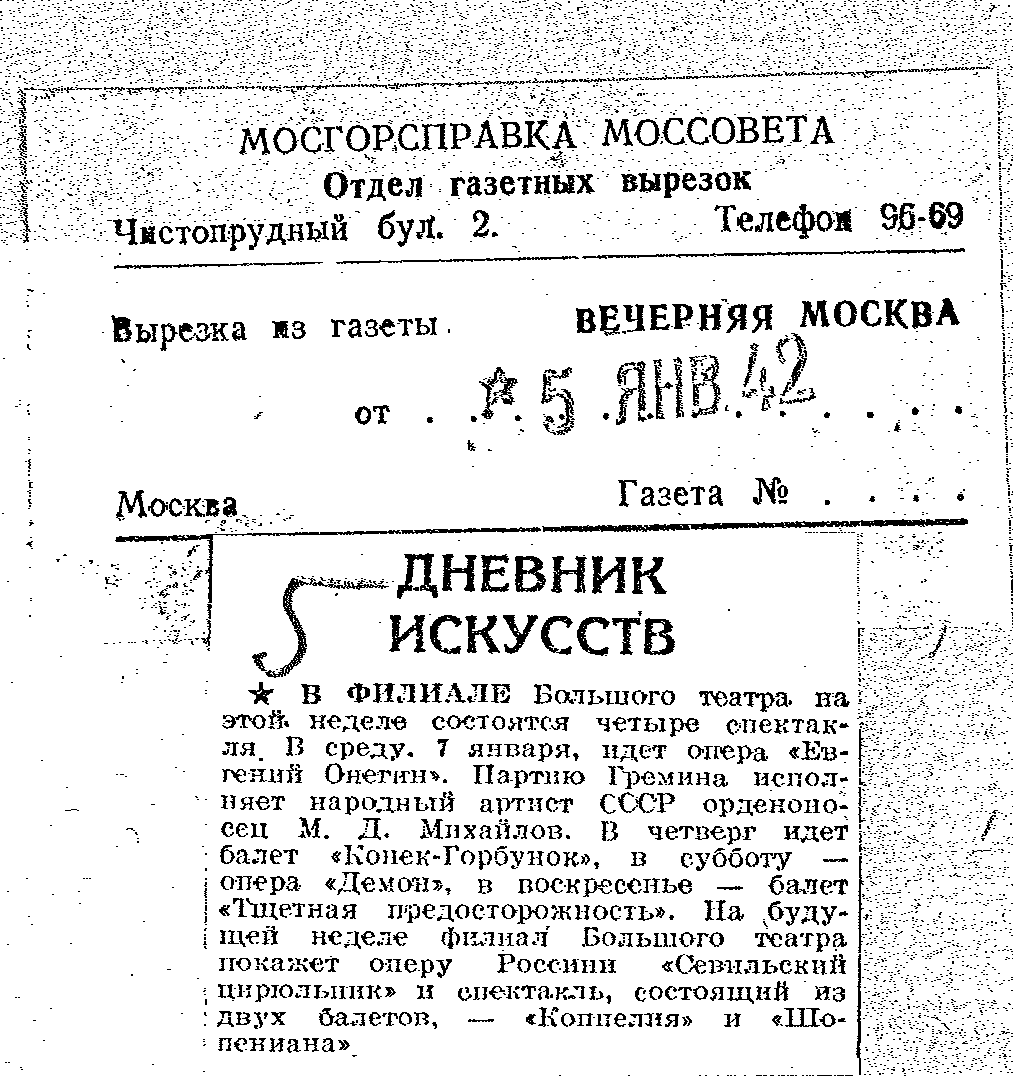 МОСГОРСПРАВКА МОССОВЕТА
Отдел газетных вырезок
Чистопрудный бул. 2. Телефон 96-69
Вырезка из газеты. ВЕЧЕРНЯЯ МОСКВА
от . . 5 ЯНВ. 42 . . . .
Москва Газета № . . . .
ДНЕВНИК
ИСКУССТВ
★ В ФИЛИАЛЕ Большого театра на
этой неделе состоятся четыре спектак-
ля. В среду. 7 января, идет опера «Ев-
гений Онегин». Партию Гремина испол-
няет народный артист СССР орденоно-
сец М. Д. Михайлов. В четверг идет
балет «Конек-Горбунок», в субботу —
опера «Демон», в воскресенье — балет
«Тщетная предосторожность». На буду-
щей неделе филиал Большого театра
покажет оперу Россини «Севильский
цирюльник» и спектакль, состоящий из
двух балетов, — «Коппелия» и «Шо-
пениана»